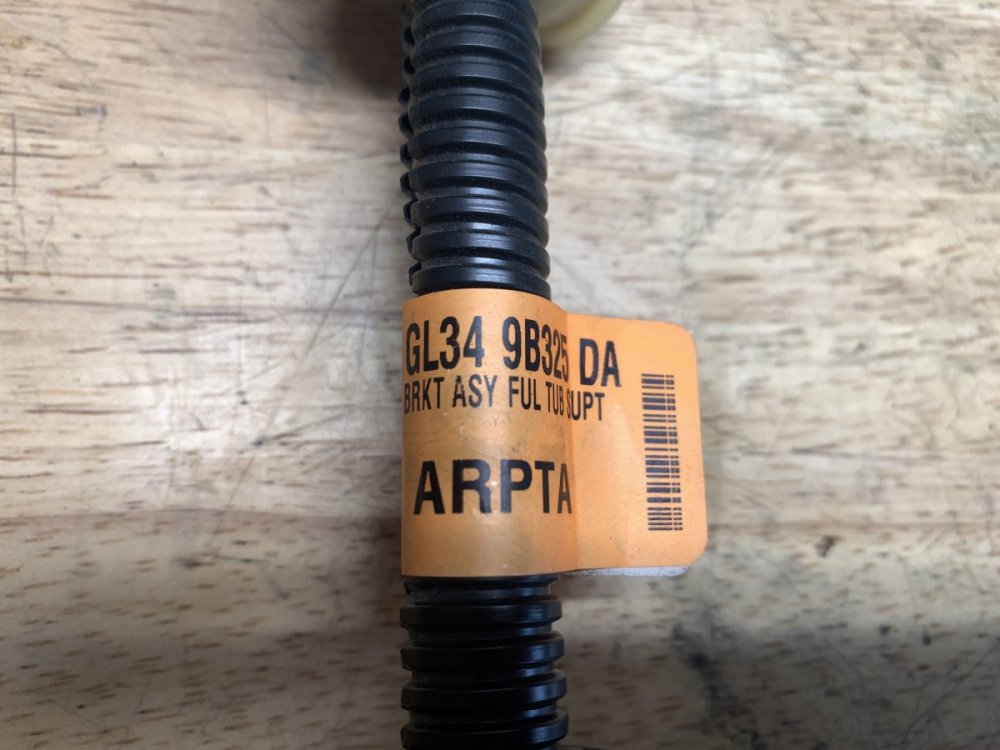 GL34 9B325 DA
BRKT ASY FUL TUB SUPT
ARPTA